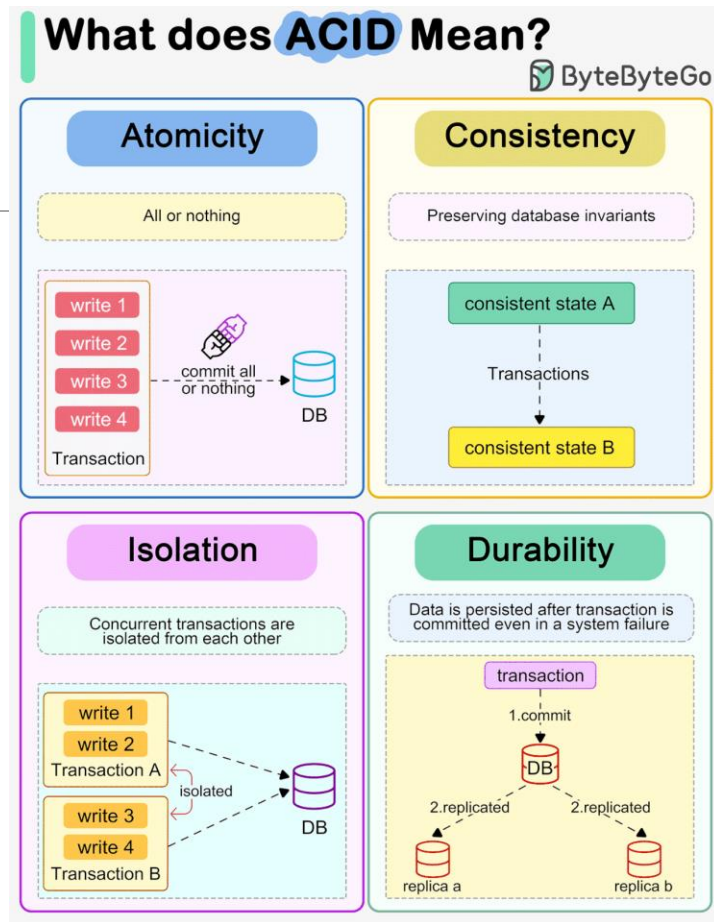 What does ACID Mean?
ByteByteGo
Atomicity
All or nothing
write 1
write 2
write 3
write 4
Transaction
commit all
or nothing
DB
Consistency
Preserving database invariants
consistent state A
Transactions
consistent state B
Isolation
Concurrent transactions are
isolated from each other
write 1
write 2
Transaction A
isolated
write 3
write 4
Transaction B
DB
Durability
Data is persisted after transaction is
committed even in a system failure
transaction
1.commit
DB
2.replicated
2.replicated
replica a
replica b